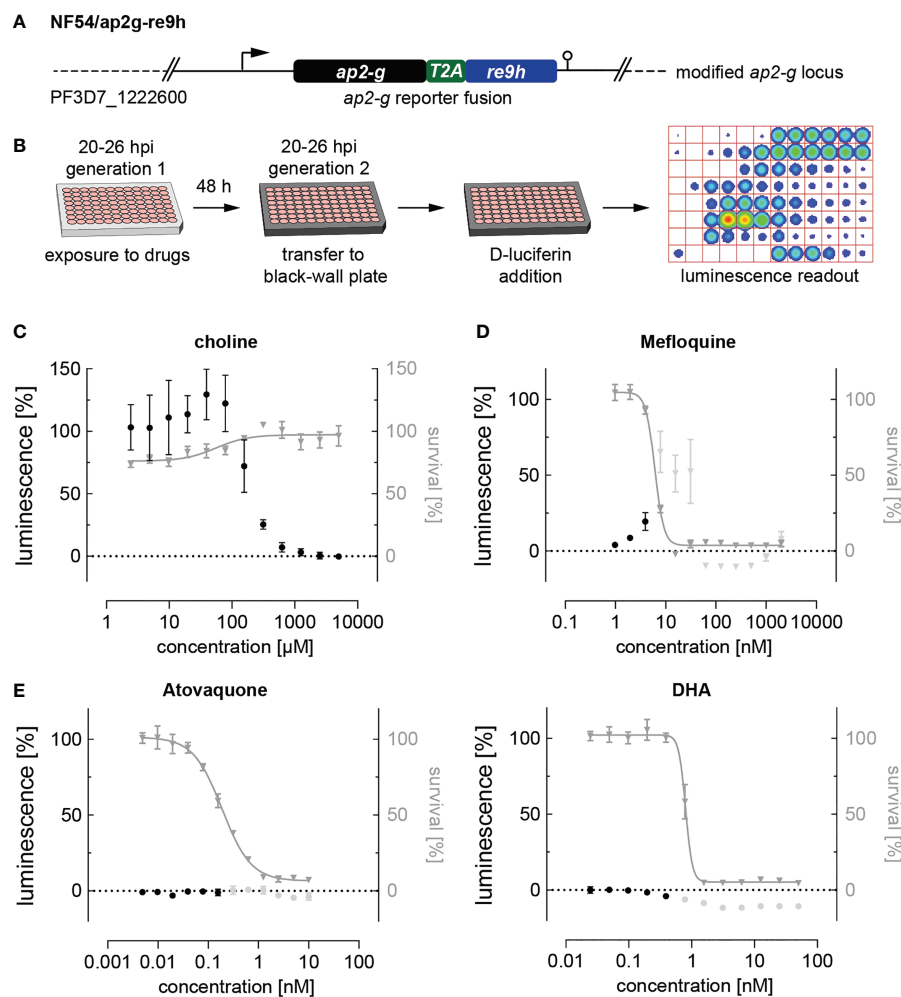 A NF54/ap2g-re9h
ap2-g T2A re9h
modified ap2-g locus
PF3D7_1222600
ap2-g reporter fusion
B
20-26 hpi
generation 1
48 h
20-26 hpi
generation 2
exposure to drugs
transfer to
black-wall plate
D-luciferin
addition
luminescence readout
C
choline
luminescence [%]
150
100
50
0
survival [%]
150
100
50
0
1 10 100 1000 10000
concentration [µM]
D
Mefloquine
luminescence [%]
100
50
0
survival [%]
100
50
0
0.1 1 10 100 1000 10000
concentration [nM]
E
Atovaquone
luminescence [%]
100
50
0
survival [%]
100
50
0
0.001 0.01 0.1 1 10 100
concentration [nM]
DHA
luminescence [%]
100
50
0
survival [%]
100
50
0
0.01 0.1 1 10 100
concentration [nM]